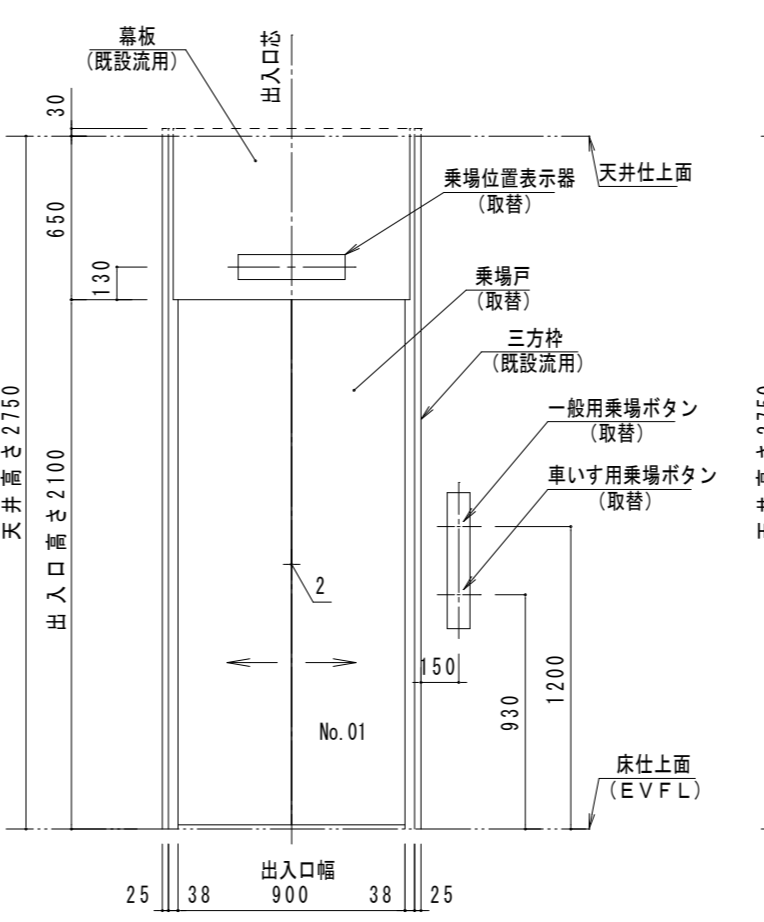 幕板
(既設流用)
出入口芯
30
天井仕上面
乗場位置表示器
(取替)
650
130
乗場戸
(取替)
三方枠
(既設流用)
天井高さ2750
一般用乗場ボタン
(取替)
出入口高さ2100
車いす用乗場ボタン
(取替)
2
150
1200
930
No.01
床仕上面
(EVFL)
出入口幅
25
38
900
38
25